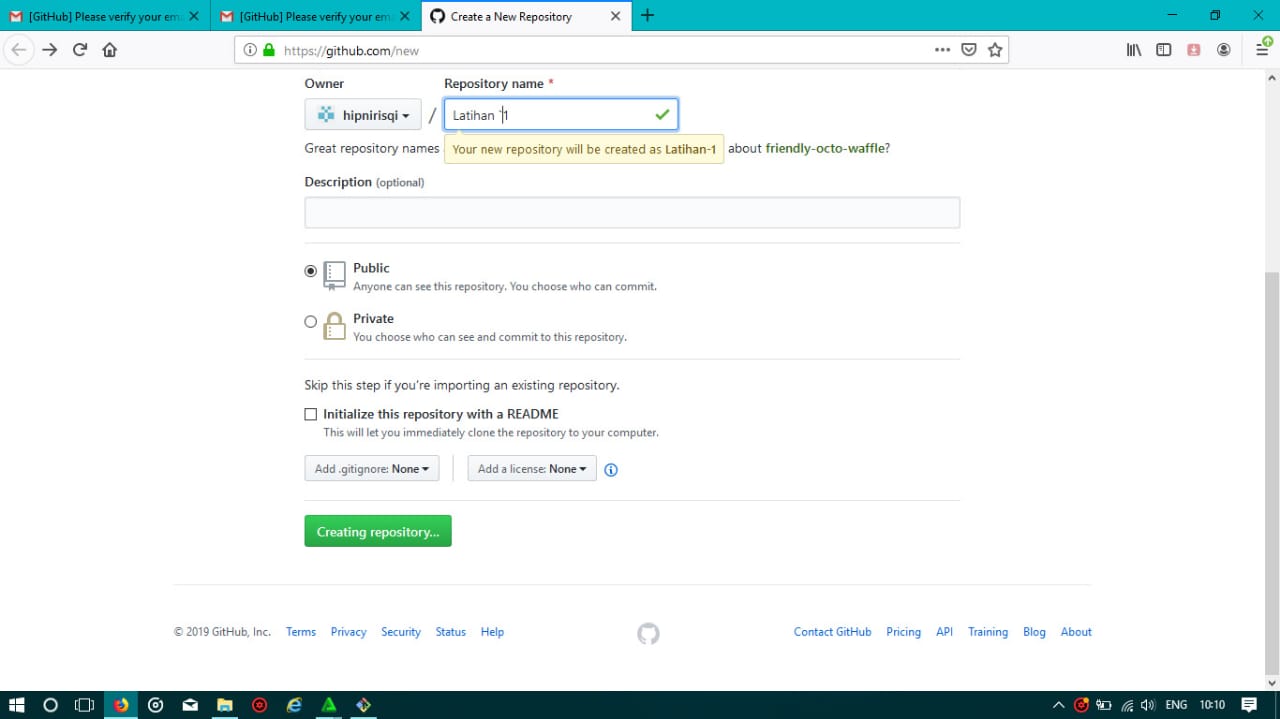 [GitHub] Please verify your ema
[GitHub] Please verify your ema
Create a New Repository
https://github.com/new
Owner
Repository name *
hipnirisqi
/
Latihan `1
Great repository names
Your new repository will be created as Latihan-1
about friendly-octo-waffle?
Description (optional)
Public
Anyone can see this repository. You choose who can commit.
Private
You choose who can see and commit to this repository.
Skip this step if you're importing an existing repository.
Initialize this repository with a README
This will let you immediately clone the repository to your computer.
Add .gitignore: None
Add a license: None
Creating repository...
© 2019 GitHub, Inc. Terms Privacy Security Status Help
Contact GitHub Pricing API Training Blog About
ENG 10:10